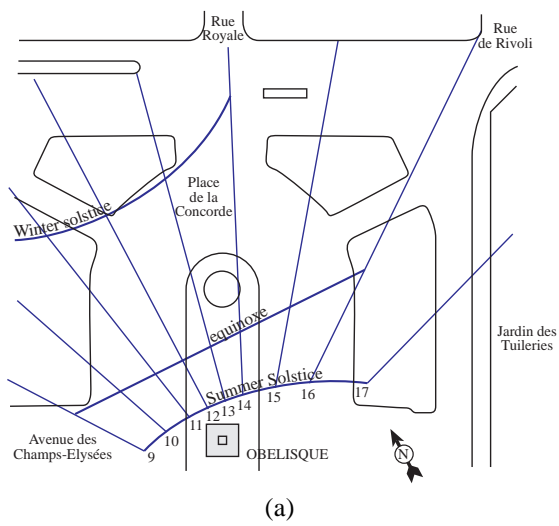 Rue
Royale
Rue
de Rivoli
Place
de la
Concorde
Winter solstice
equinoxe
Jardin des
Tuileries
Summer Solstice
9
10
11
12
13
14
15
16
17
Avenue des
Champs-Elysées
OBELISQUE
N
(a)